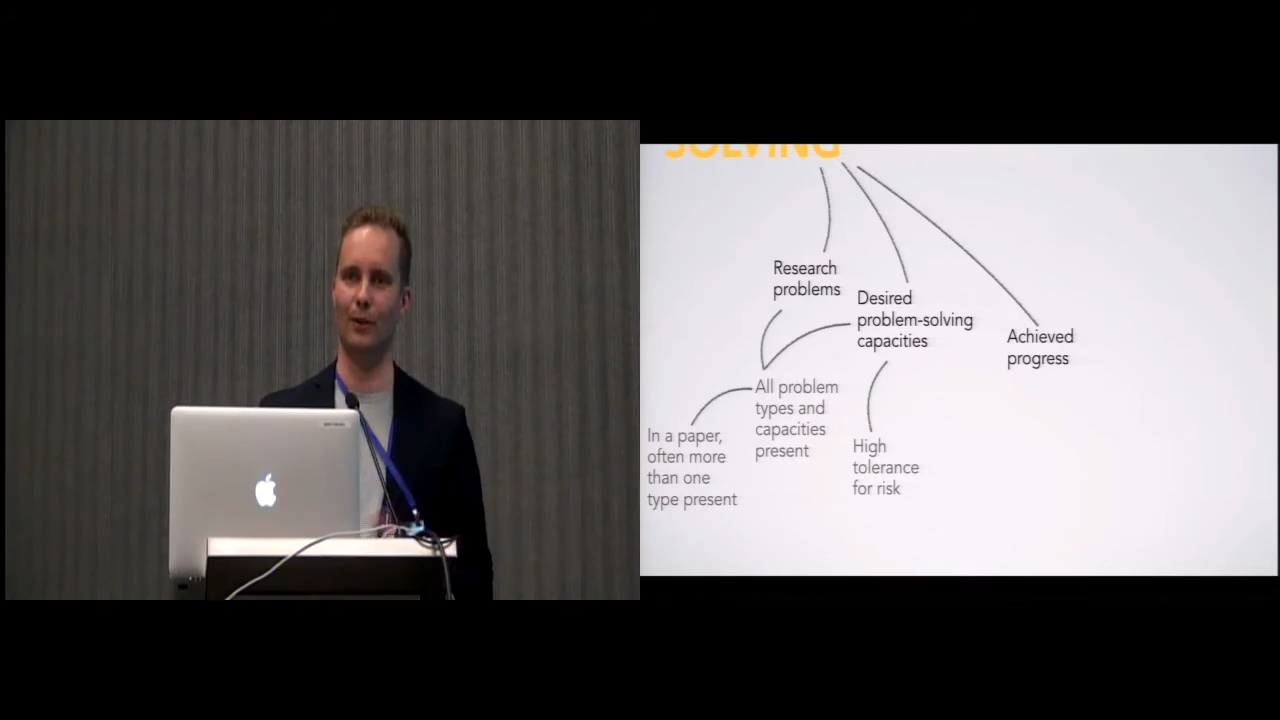 SOLVING
Research
problems
Desired
problem-solving
capacities
Achieved
progress
All problem
types and
capacities
present
In a paper,
often more
than one
type present
High
tolerance
for risk